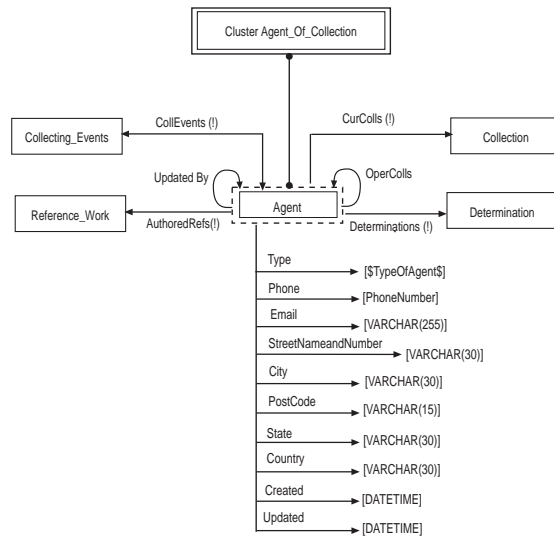 Cluster Agent_Of_Collection
CollEvents (!)
CurColls (!)
Collecting_Events
Collection
Updated By
OperColls
Reference_Work
Agent
Determination
AuthoredRefs(!)
Determinations (!)
Type
[$TypeOfAgent$]
Phone
[PhoneNumber]
Email
[VARCHAR(255)]
StreetNameandNumber
[VARCHAR(30)]
City
[VARCHAR(30)]
PostCode
[VARCHAR(15)]
State
[VARCHAR(30)]
Country
[VARCHAR(30)]
Created
[DATETIME]
Updated
[DATETIME]